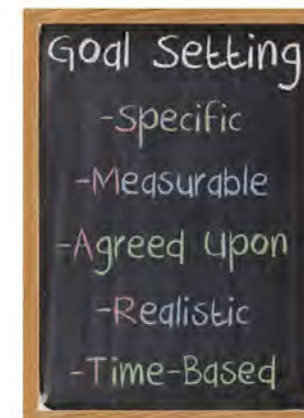 Goal Setting
-Specific
-Measurable
-Agreed Upon
-Realistic
-Time-Based